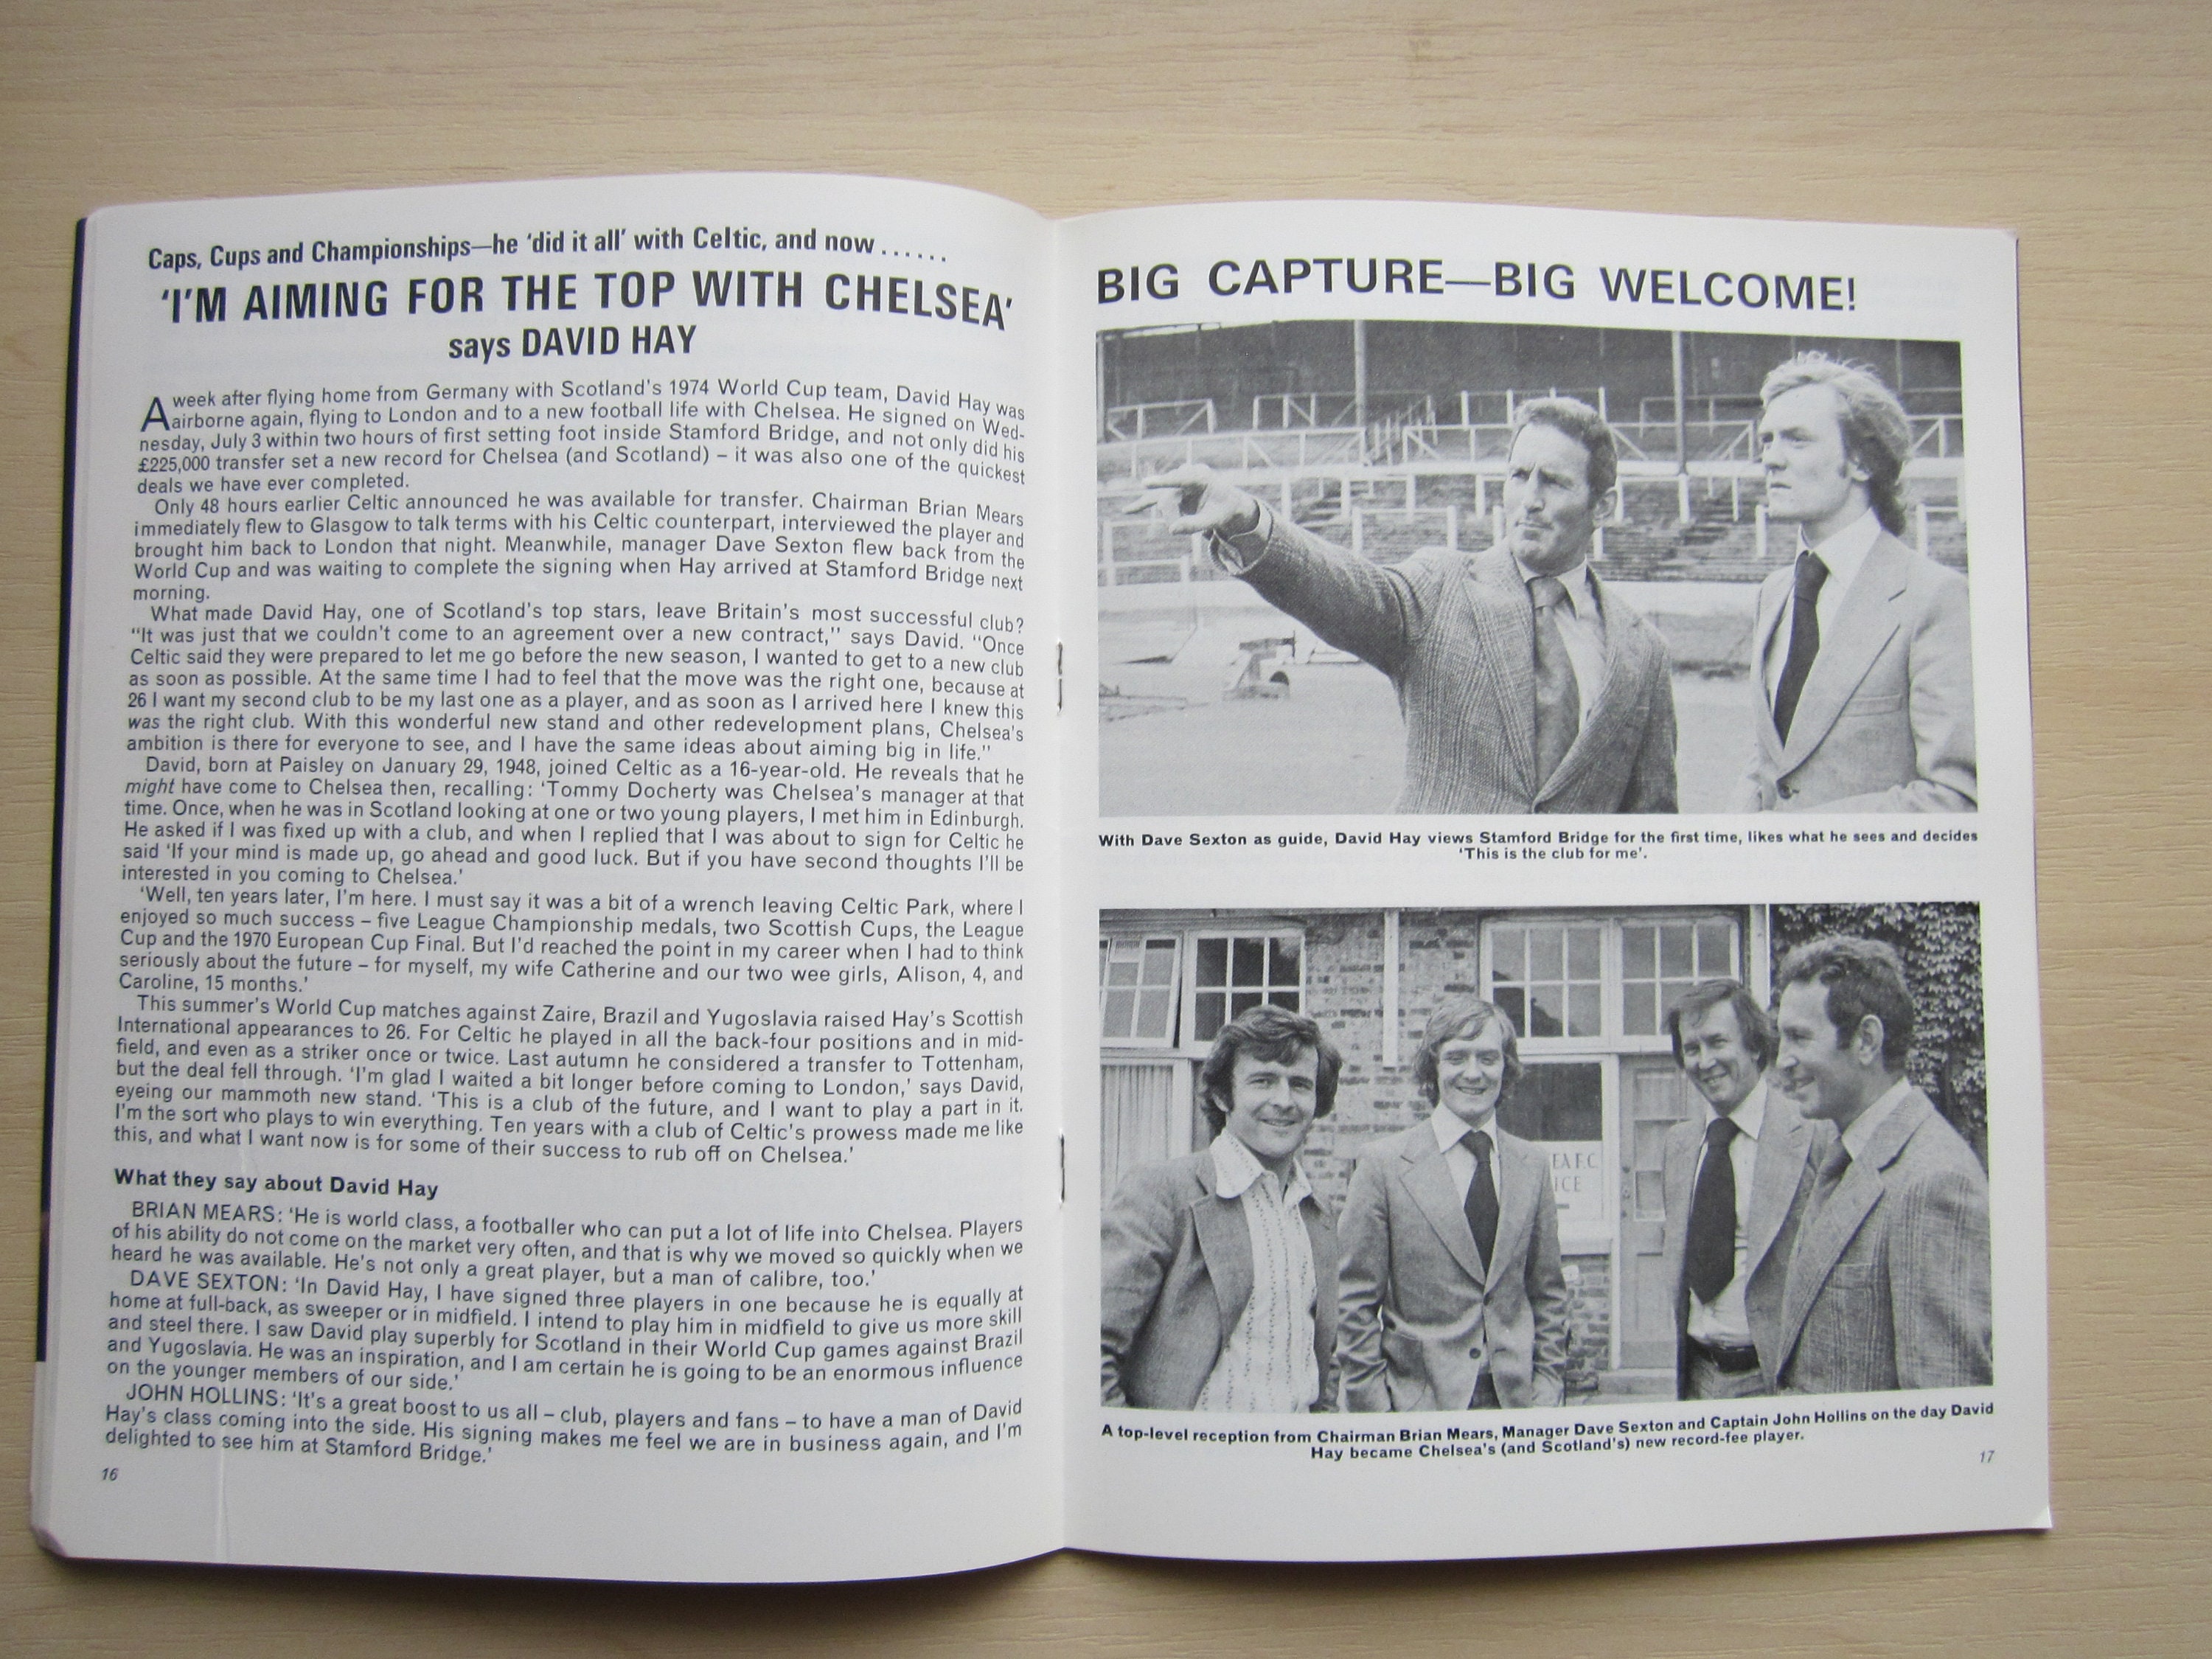 Caps, Cups and Championships—he 'did it all' with Celtic, and now......
'I'M AIMING FOR THE TOP WITH CHELSEA'
says DAVID HAY
A week after flying home from Germany with Scotland's 1974 World Cup team, David Hay was
airborne again, flying to London and to a new football life with Chelsea. He signed on Wed-
nesday, July 3 within two hours of first setting foot inside Stamford Bridge, and not only did his
£225,000 transfer set a new record for Chelsea (and Scotland) – it was also one of the quickest
deals we have ever completed.
Only 48 hours earlier Celtic announced he was available for transfer. Chairman Brian Mears
immediately flew to Glasgow to talk terms with his Celtic counterpart, interviewed the player and
brought him back to London that night. Meanwhile, manager Dave Sexton flew back from the
World Cup and was waiting to complete the signing when Hay arrived at Stamford Bridge next
morning.
What made David Hay, one of Scotland's top stars, leave Britain's most successful club?
"It was just that we couldn't come to an agreement over a new contract," says David. "Once
Celtic said they were prepared to let me go before the new season, I wanted to get to a new club
as soon as possible. At the same time I had to feel that the move was the right one, because at
26 I want my second club to be my last one as a player, and as soon as I arrived here I knew this
was the right club. With this wonderful new stand and other redevelopment plans, Chelsea's
ambition is there for everyone to see, and I have the same ideas about aiming big in life."
David, born at Paisley on January 29, 1948, joined Celtic as a 16-year-old. He reveals that he
might have come to Chelsea then, recalling: 'Tommy Docherty was Chelsea's manager at that
time. Once, when he was in Scotland looking at one or two young players, I met him in Edinburgh.
He asked if I was fixed up with a club, and when I replied that I was about to sign for Celtic he
said 'If your mind is made up, go ahead and good luck. But if you have second thoughts I'll be
interested in you coming to Chelsea.'
'Well, ten years later, I'm here. I must say it was a bit of a wrench leaving Celtic Park, where I
enjoyed so much success – five League Championship medals, two Scottish Cups, the League
Cup and the 1970 European Cup Final. But I'd reached the point in my career when I had to think
seriously about the future – for myself, my wife Catherine and our two wee girls, Alison, 4, and
Caroline, 15 months.'
This summer's World Cup matches against Zaire, Brazil and Yugoslavia raised Hay's Scottish
International appearances to 26. For Celtic he played in all the back-four positions and in mid-
field, and even as a striker once or twice. Last autumn he considered a transfer to Tottenham,
but the deal fell through. 'I'm glad I waited a bit longer before coming to London,' says David,
eyeing our mammoth new stand. 'This is a club of the future, and I want to play a part in it.
I'm the sort who plays to win everything. Ten years with a club of Celtic's prowess made me like
this, and what I want now is for some of their success to rub off on Chelsea.'
What they say about David Hay
BRIAN MEARS: 'He is world class, a footballer who can put a lot of life into Chelsea. Players
of his ability do not come on the market very often, and that is why we moved so quickly when we
heard he was available. He's not only a great player, but a man of calibre, too.'
DAVE SEXTON: 'In David Hay, I have signed three players in one because he is equally at
home at full-back, as sweeper or in midfield. I intend to play him in midfield to give us more skill
and steel there. I saw David play superbly for Scotland in their World Cup games against Brazil
and Yugoslavia. He was an inspiration, and I am certain he is going to be an enormous influence
on the younger members of our side.'
JOHN HOLLINS: 'It's a great boost to us all – club, players and fans – to have a man of David
Hay's class coming into the side. His signing makes me feel we are in business again, and I'm
delighted to see him at Stamford Bridge.'
16
BIG CAPTURE—BIG WELCOME!
With Dave Sexton as guide, David Hay views Stamford Bridge for the first time, likes what he sees and decides
'This is the club for me'.
EA F.C
ICE
A top-level reception from Chairman Brian Mears, Manager Dave Sexton and Captain John Hollins on the day David
Hay became Chelsea's (and Scotland's) new record-fee player.
17